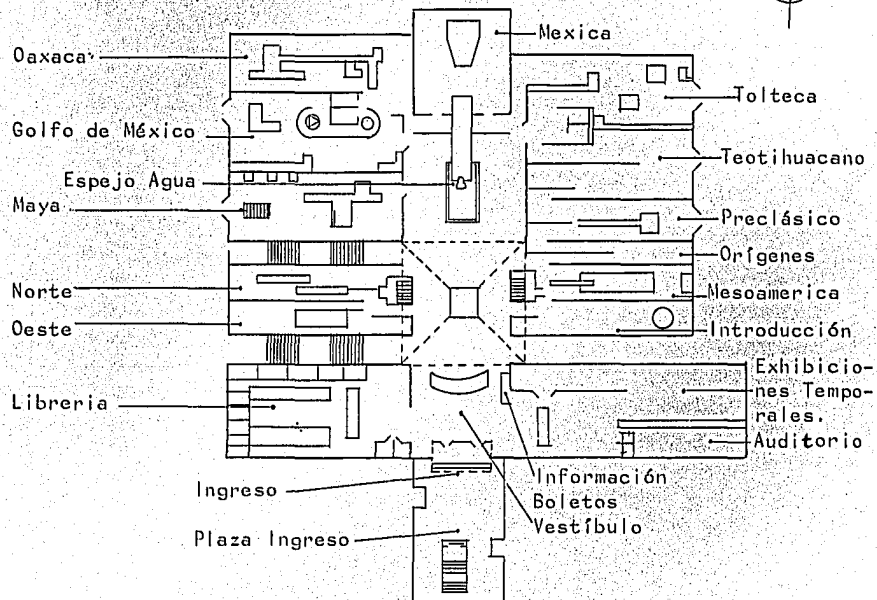 Oaxaca
Golfo de México
Espejo Agua
Maya
Norte
Oeste
Libreria
Ingreso
Plaza Ingreso
Mexica
Tolteca
Teotihuacano
Preclásico
Orígenes
Mesoamerica
Introducción
Exhibicio-
nes Tempo-
rales.
Auditorio
Información
Boletos
Vestíbulo